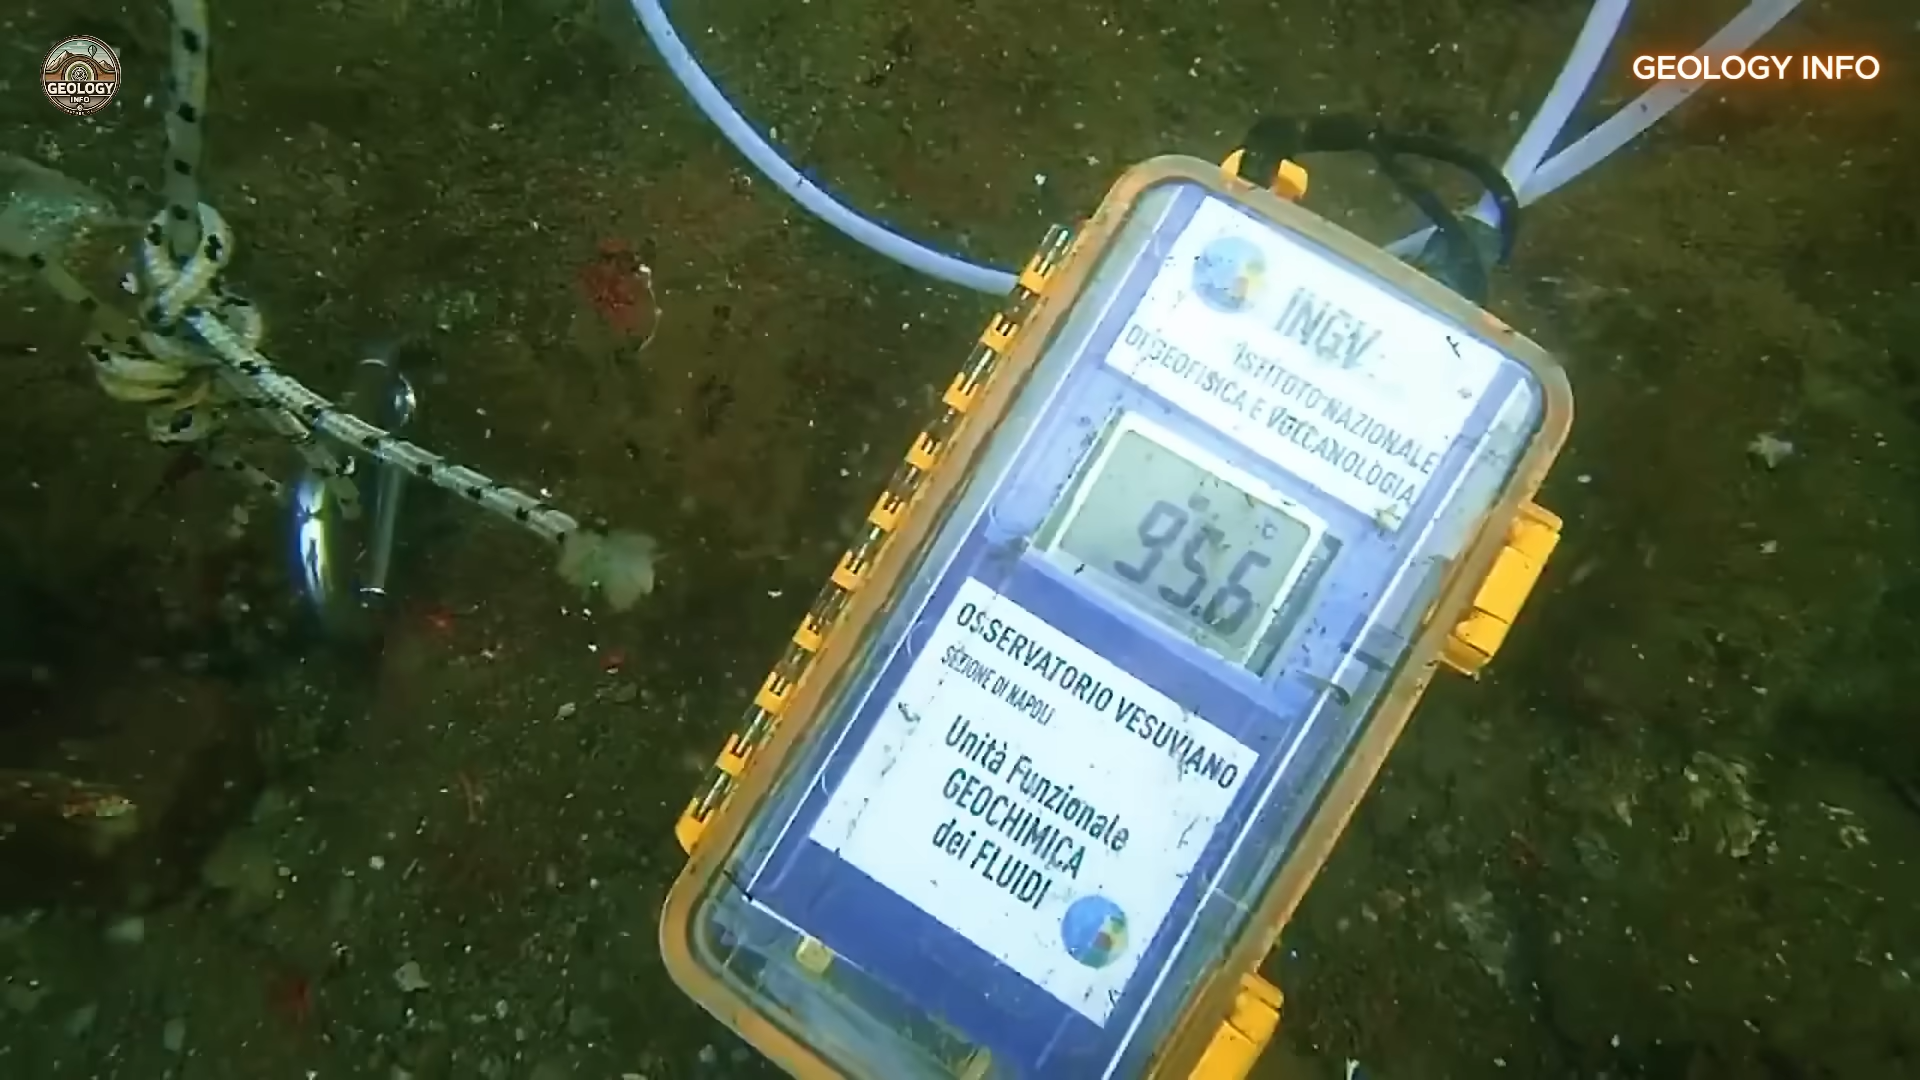 GEOLOGY
INFO
GEOLOGY INFO
INGV
ISTITUTO NAZIONALE
DI GEOFISICA E VULCANOLOGIA
°C
95.6
OSSERVATORIO VESUVIANO
SEZIONE DI NAPOLI
Unità Funzionale
GEOCHIMICA
dei FLUIDI